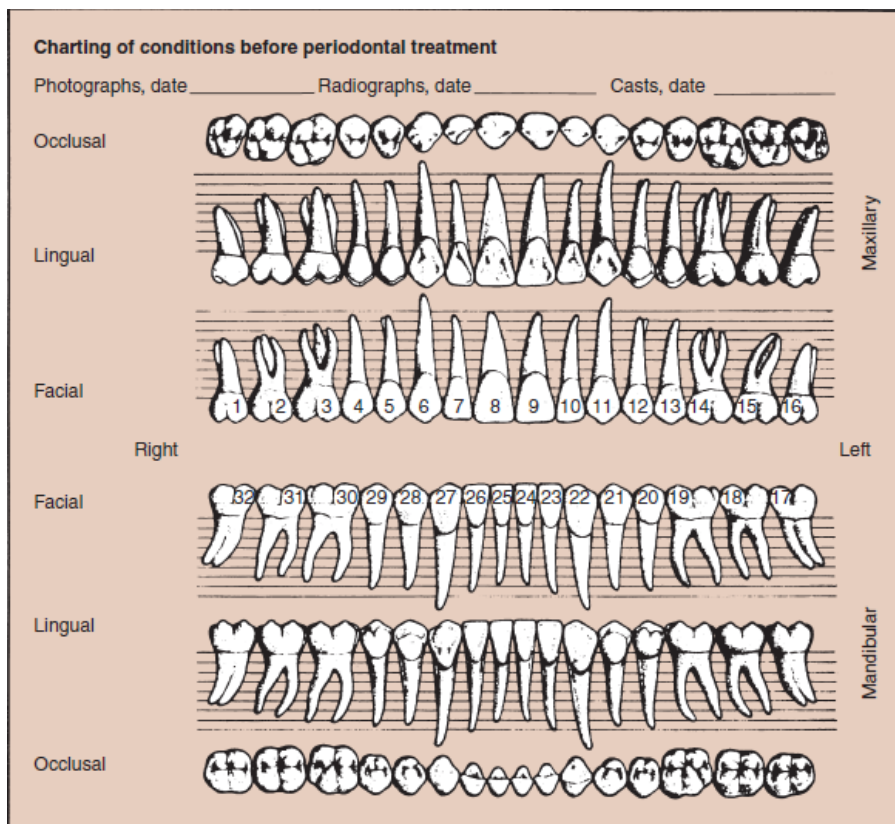 Charting of conditions before periodontal treatment
Photographs, date Radiographs, date Casts, date
Occlusal
Lingual
Maxillary
Facial
1 2 3 4 5 6 7 8 9 10 11 12 13 14 15 16
Right Left
Facial
32 31 30 29 28 27 26 25 24 23 22 21 20 19 18 17
Lingual
Mandibular
Occlusal